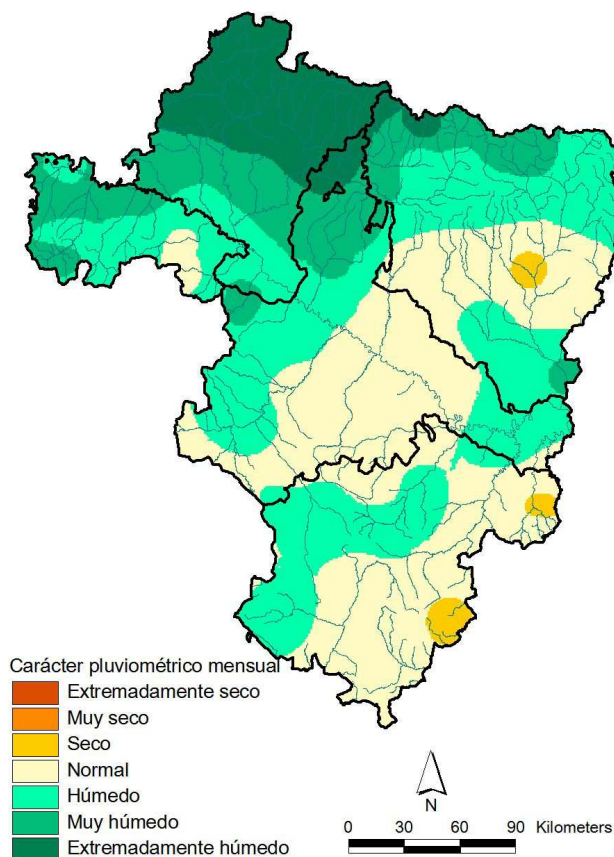 Carácter pluviométrico mensual
Extremadamente seco
Muy seco
Seco
Normal
Húmedo
Muy húmedo
Extremadamente húmedo
N
0 30 60 90 Kilometers